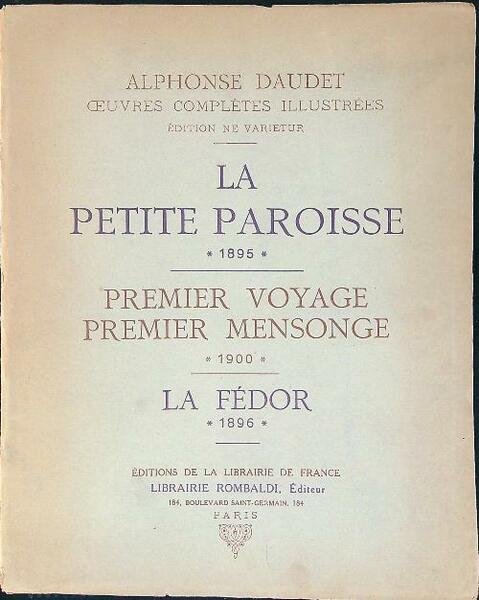 ALPHONSE DAUDET
ŒUVRES COMPLÈTES ILLUSTRÉES
ÉDITION NE VARIETUR
LA
PETITE PAROISSE
* 1895 *
PREMIER VOYAGE
PREMIER MENSONGE
* 1900 *
LA FÉDOR
* 1896 *
ÉDITIONS DE LA LIBRAIRIE DE FRANCE
LIBRAIRIE ROMBALDI, Éditeur
184, BOULEVARD SAINT-GERMAIN, 184
PARIS